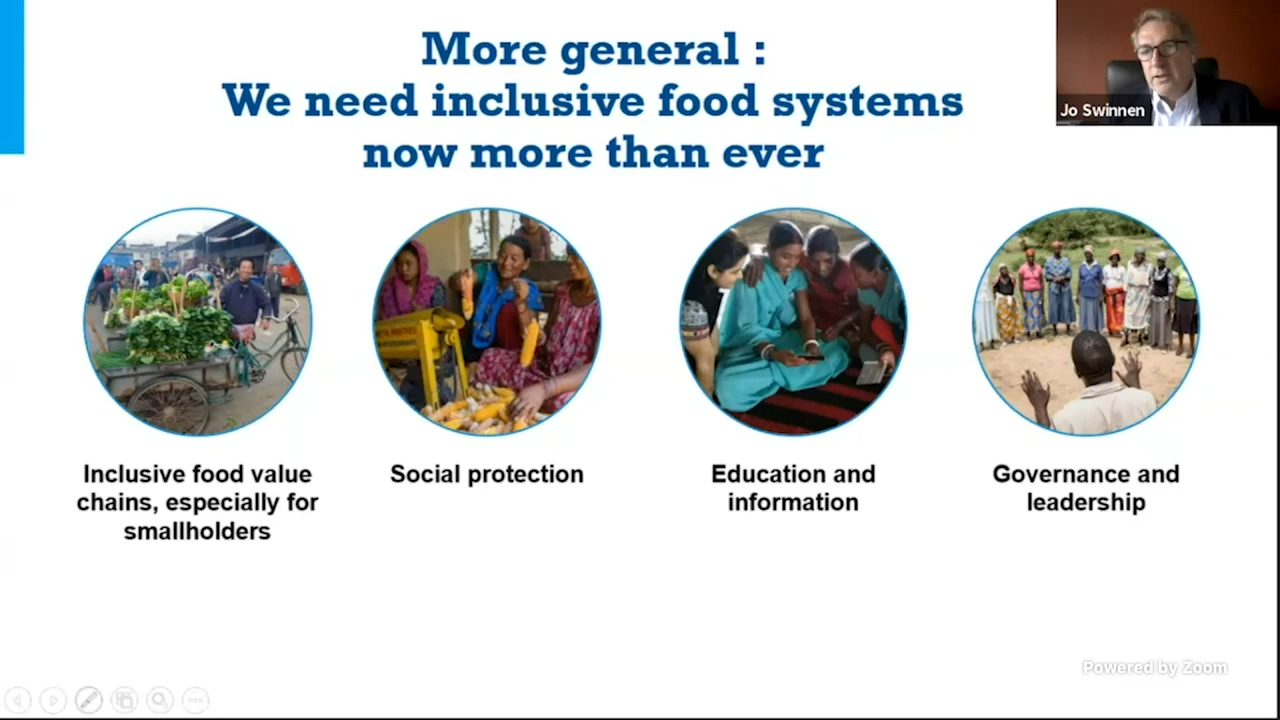 More general :
We need inclusive food systems
now more than ever
Jo Swinnen
Inclusive food value
chains, especially for
smallholders
Social protection
Education and
information
Governance and
leadership
Powered by Zoom